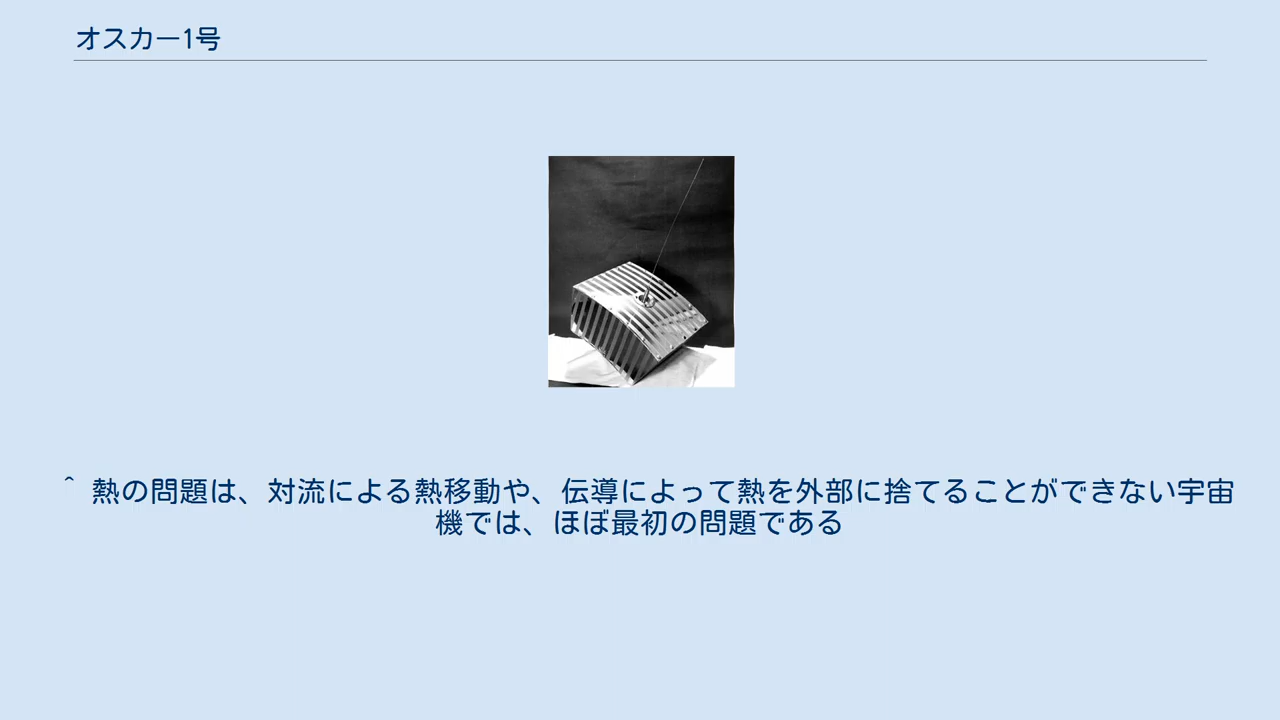 オスカー1号
^ 熱の問題は、対流による熱移動や、伝導によって熱を外部に捨てることができない宇宙
機では、ほぼ最初の問題である